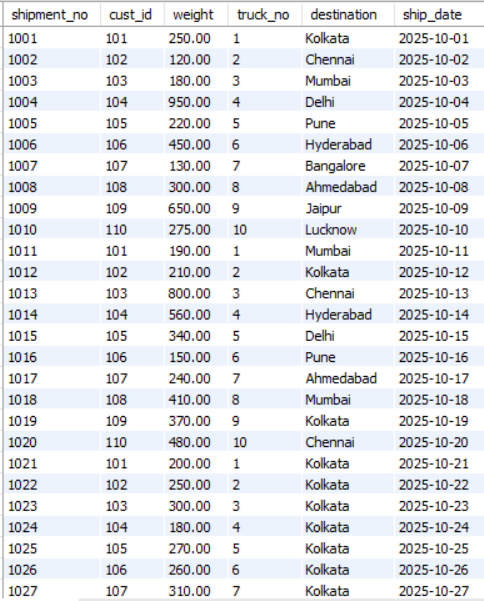 shipment_no cust_id weight truck_no destination ship_date
1001 101 250.00 1 Kolkata 2025-10-01
1002 102 120.00 2 Chennai 2025-10-02
1003 103 180.00 3 Mumbai 2025-10-03
1004 104 950.00 4 Delhi 2025-10-04
1005 105 220.00 5 Pune 2025-10-05
1006 106 450.00 6 Hyderabad 2025-10-06
1007 107 130.00 7 Bangalore 2025-10-07
1008 108 300.00 8 Ahmedabad 2025-10-08
1009 109 650.00 9 Jaipur 2025-10-09
1010 110 275.00 10 Lucknow 2025-10-10
1011 101 190.00 1 Mumbai 2025-10-11
1012 102 210.00 2 Kolkata 2025-10-12
1013 103 800.00 3 Chennai 2025-10-13
1014 104 560.00 4 Hyderabad 2025-10-14
1015 105 340.00 5 Delhi 2025-10-15
1016 106 150.00 6 Pune 2025-10-16
1017 107 240.00 7 Ahmedabad 2025-10-17
1018 108 410.00 8 Mumbai 2025-10-18
1019 109 370.00 9 Kolkata 2025-10-19
1020 110 480.00 10 Chennai 2025-10-20
1021 101 200.00 1 Kolkata 2025-10-21
1022 102 250.00 2 Kolkata 2025-10-22
1023 103 300.00 3 Kolkata 2025-10-23
1024 104 180.00 4 Kolkata 2025-10-24
1025 105 270.00 5 Kolkata 2025-10-25
1026 106 260.00 6 Kolkata 2025-10-26
1027 107 310.00 7 Kolkata 2025-10-27